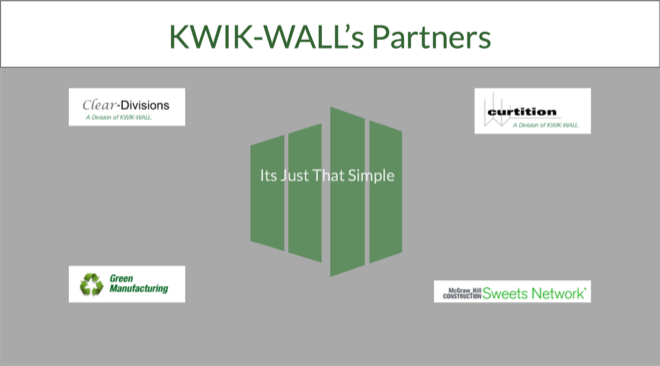 KWIK-WALL’s Partners
Clear-Divisions
A Division of KWIK-WALL.
curtition
A Division of KWIK-WALL.
Its Just That Simple
Green
Manufacturing
McGraw_Hill
CONSTRUCTION Sweets Network